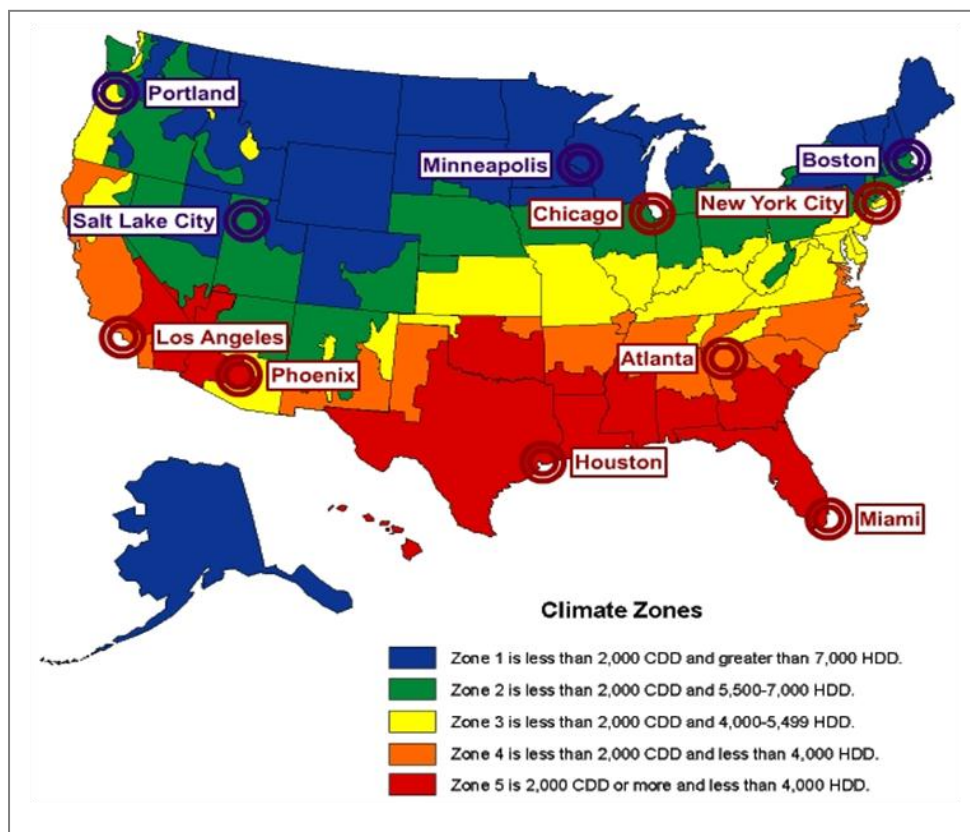 Portland
Minneapolis
Boston
Chicago
New York City
Salt Lake City
Los Angeles
Atlanta
Phoenix
Houston
Miami
Climate Zones
Zone 1 is less than 2,000 CDD and greater than 7,000 HDD.
Zone 2 is less than 2,000 CDD and 5,500-7,000 HDD.
Zone 3 is less than 2,000 CDD and 4,000-5,499 HDD.
Zone 4 is less than 2,000 CDD and less than 4,000 HDD.
Zone 5 is 2,000 CDD or more and less than 4,000 HDD.